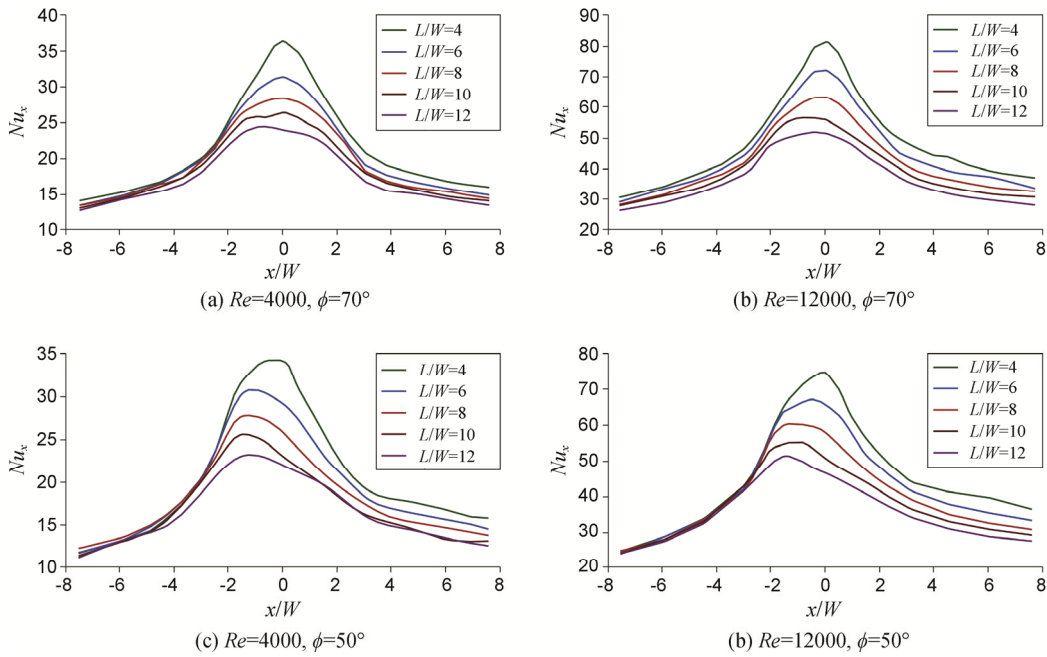 40
35
30
25
20
15
10
Nuₓ
L/W=4
L/W=6
L/W=8
L/W=10
L/W=12
-8 -6 -4 -2 0 2 4 6 8
x/W
(a) Re=4000, ϕ=70°
90
80
70
60
50
40
30
20
Nuₓ
L/W=4
L/W=6
L/W=8
L/W=10
L/W=12
-8 -6 -4 -2 0 2 4 6 8
x/W
(b) Re=12000, ϕ=70°
35
30
25
20
15
10
Nuₓ
L/W=4
L/W=6
L/W=8
L/W=10
L/W=12
-8 -6 -4 -2 0 2 4 6 8
x/W
(c) Re=4000, ϕ=50°
80
70
60
50
40
30
20
Nuₓ
L/W=4
L/W=6
L/W=8
L/W=10
L/W=12
-8 -6 -4 -2 0 2 4 6 8
x/W
(b) Re=12000, ϕ=50°